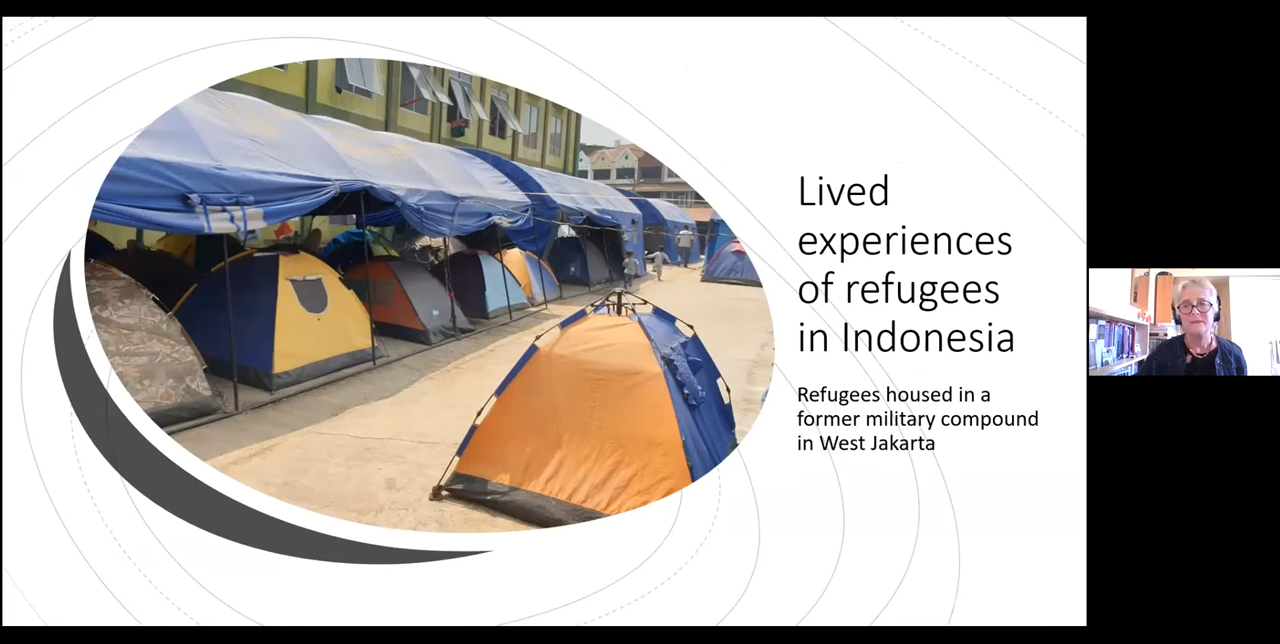 Lived
experiences
of refugees
in Indonesia
Refugees housed in a
former military compound
in West Jakarta